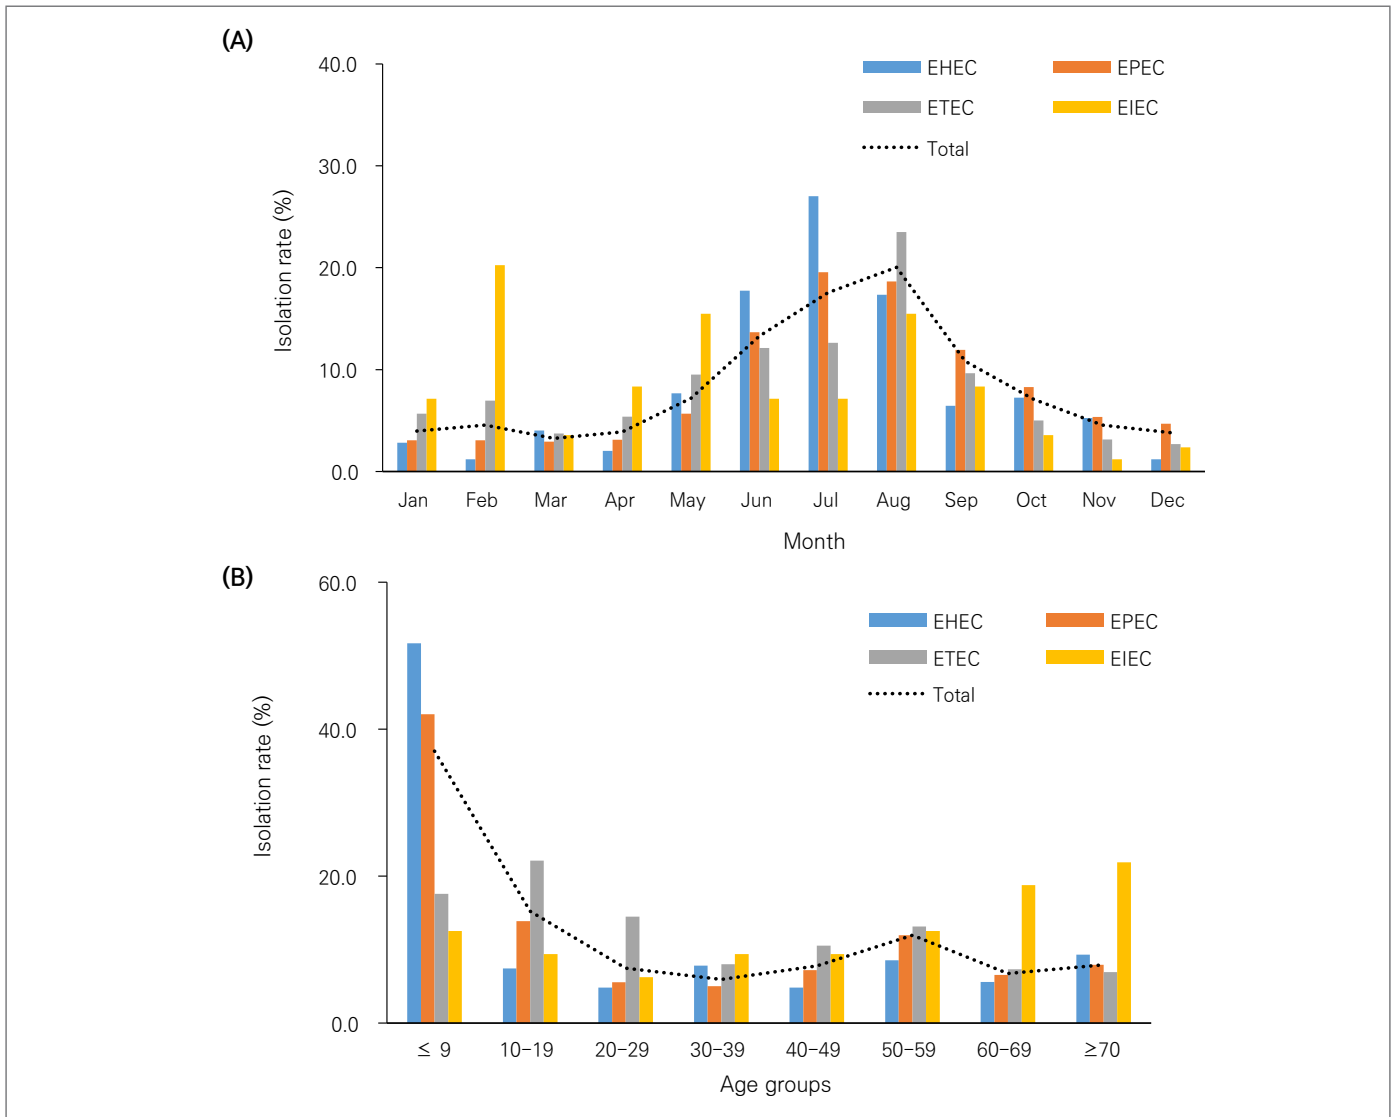 (A)
40.0
30.0
20.0
10.0
0.0
Isolation rate (%)
EHEC EPEC
ETEC EIEC
Total
Jan Feb Mar Apr May Jun Jul Aug Sep Oct Nov Dec
Month
(B)
60.0
40.0
20.0
0.0
Isolation rate (%)
EHEC EPEC
ETEC EIEC
Total
≤ 9 10–19 20–29 30–39 40–49 50–59 60–69 ≥70
Age groups